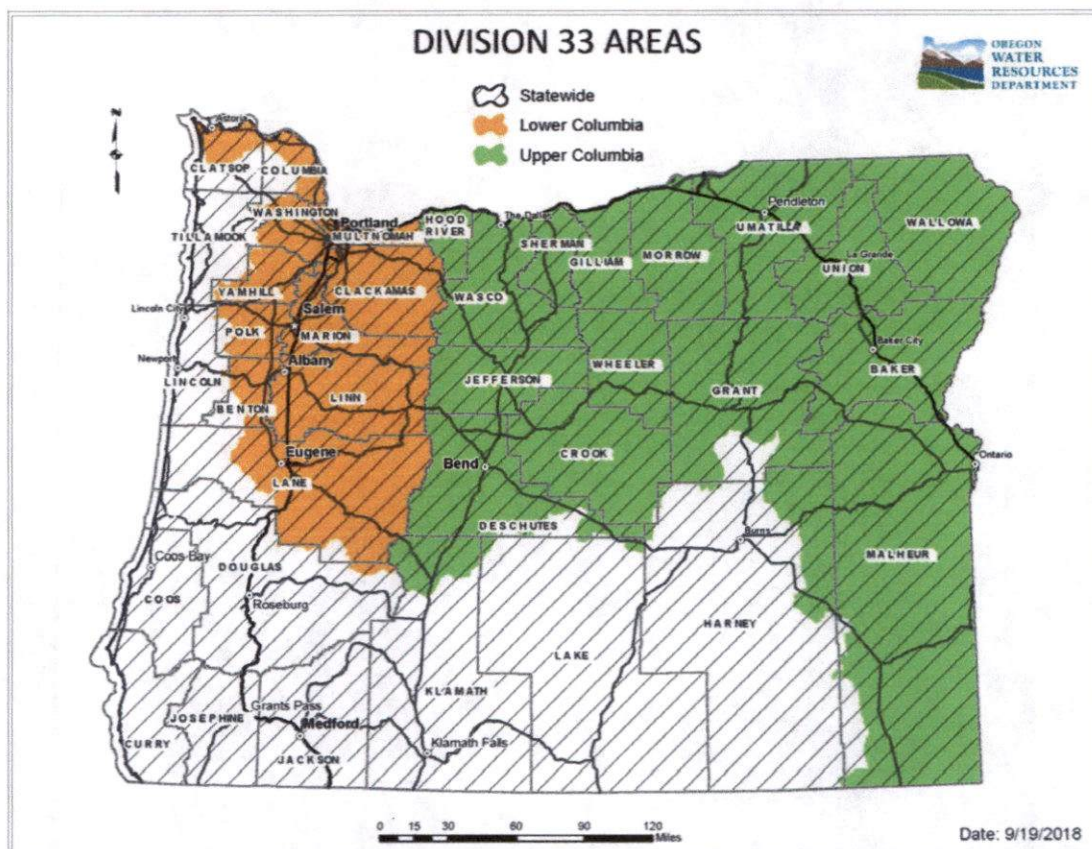 DIVISION 33 AREAS
OREGON
WATER
RESOURCES
DEPARTMENT
Statewide
Lower Columbia
Upper Columbia
Z
Astoria
CLATSOP
COLUMBIA
WASHINGTON
Portland
MULTNOMAH
HOOD
RIVER
The Dalles
Pendleton
TILLAMOOK
SHERMAN
GILLIAM
MORROW
UMATILLA
WALLOWA
La Grande
UNION
YAMHILL
CLACKAMAS
WASCO
Lincoln City
Salem
POLK
MARION
Newport
Albany
WHEELER
Baker City
BAKER
LINCOLN
JEFFERSON
GRANT
BENTON
LINN
Eugene
Bend
CROOK
Ontario
LANE
DESCHUTES
Burns
MALHEUR
Coos Bay
DOUGLAS
COOS
Roseburg
HARNEY
LAKE
KLAMATH
Grants Pass
JOSEPHINE
Medford
CURRY
Klamath Falls
JACKSON
0 15 30 60 90 120
Miles
Date: 9/19/2018